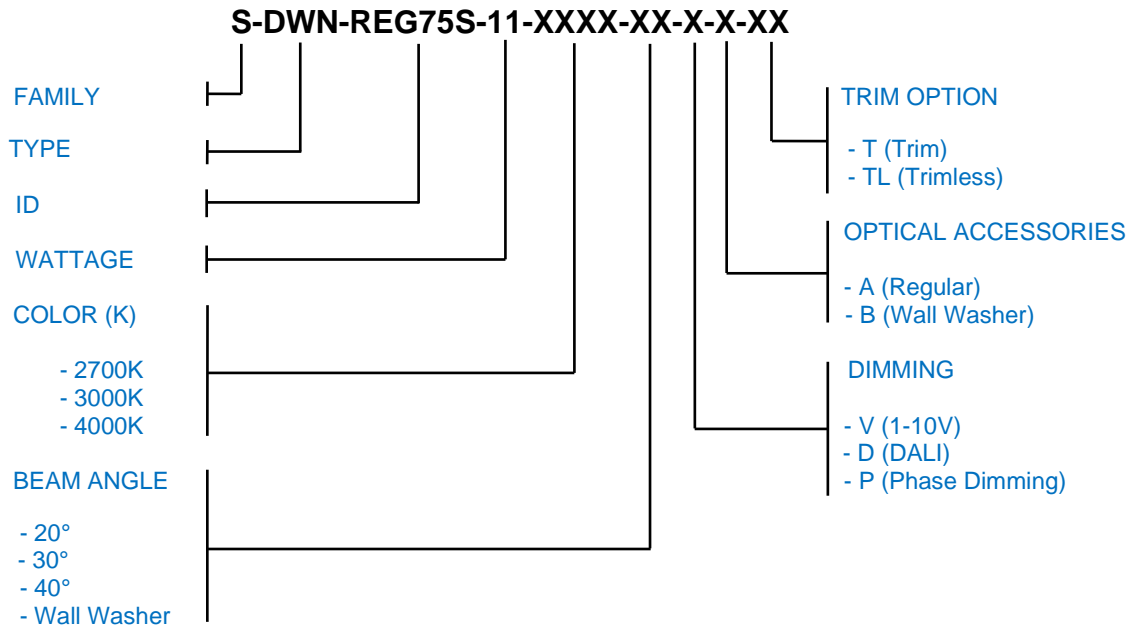 S-DWN-REG75S-11-XXXX-XX-X-X-XX
FAMILY
TYPE
ID
WATTAGE
COLOR (K)
- 2700K
- 3000K
- 4000K
BEAM ANGLE
- 20°
- 30°
- 40°
- Wall Washer
TRIM OPTION
- T (Trim)
- TL (Trimless)
OPTICAL ACCESSORIES
- A (Regular)
- B (Wall Washer)
DIMMING
- V (1-10V)
- D (DALI)
- P (Phase Dimming)